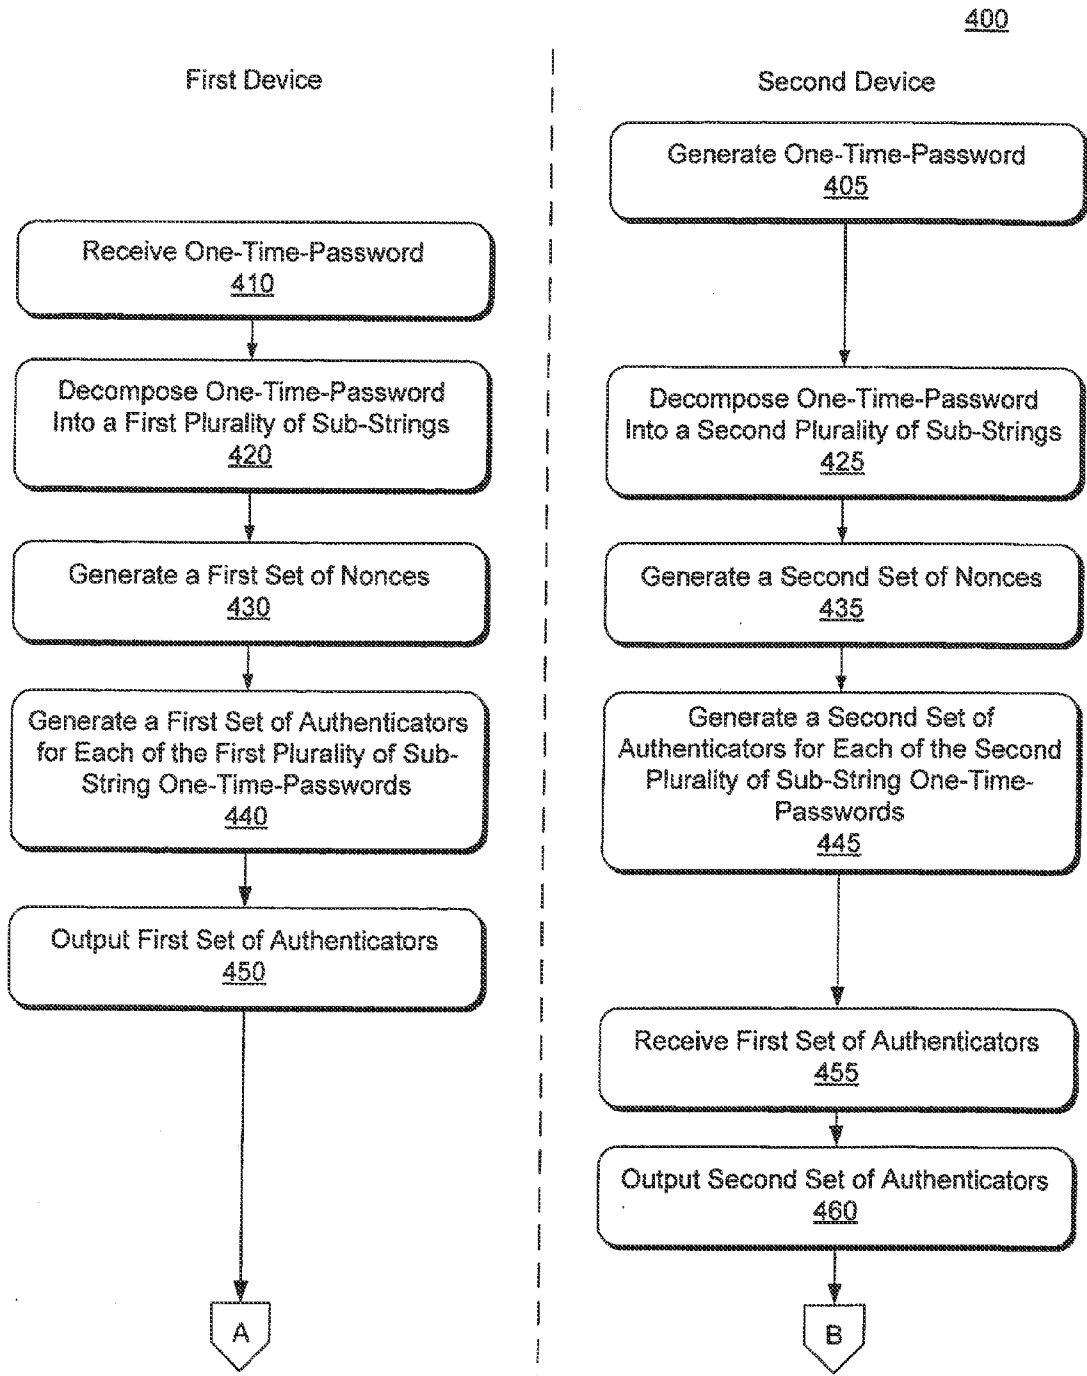 400
First Device
Receive One-Time-Password
410
Decompose One-Time-Password
Into a First Plurality of Sub-Strings
420
Generate a First Set of Nonces
430
Generate a First Set of Authenticators
for Each of the First Plurality of Sub-
String One-Time-Passwords
440
Output First Set of Authenticators
450
A
Second Device
Generate One-Time-Password
405
Decompose One-Time-Password
Into a Second Plurality of Sub-Strings
425
Generate a Second Set of Nonces
435
Generate a Second Set of
Authenticators for Each of the Second
Plurality of Sub-String One-Time-
Passwords
445
Receive First Set of Authenticators
455
Output Second Set of Authenticators
460
B